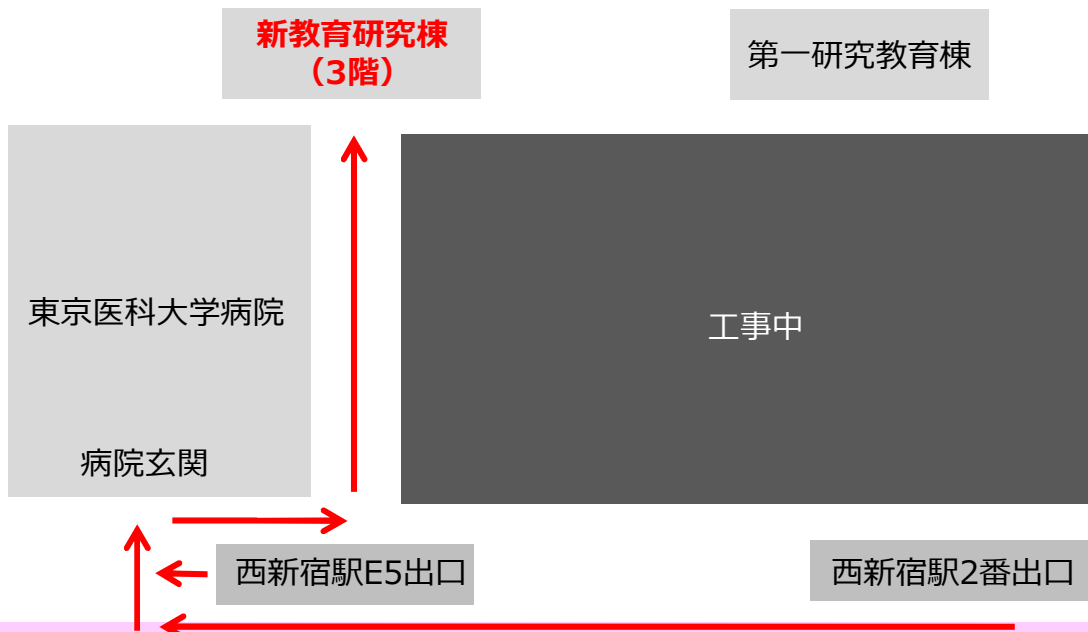 新教育研究棟
（3階）
第一研究教育棟
東京医科大学病院
工事中
病院玄関
西新宿駅E5出口
西新宿駅2番出口